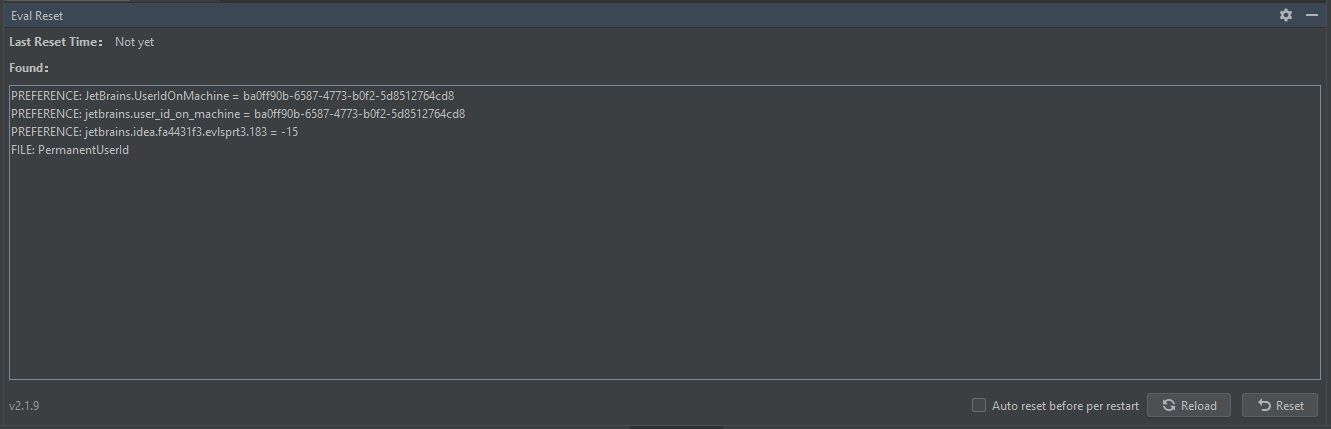 Eval Reset
Last Reset Time： Not yet
Found：
PREFERENCE: JetBrains.UserIdOnMachine = ba0ff90b-6587-4773-b0f2-5d8512764cd8
PREFERENCE: jetbrains.user_id_on_machine = ba0ff90b-6587-4773-b0f2-5d8512764cd8
PREFERENCE: jetbrains.idea.fa4431f3.evlsprt3.183 = -15
FILE: PermanentUserId
v2.1.9 Auto reset before per restart Reload Reset